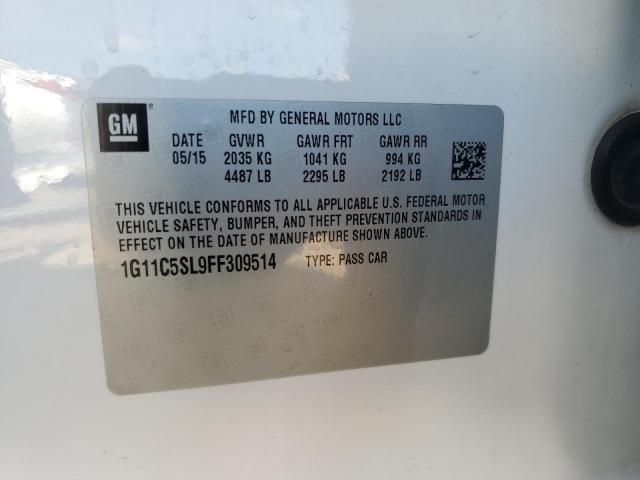 GM
MFD BY GENERAL MOTORS LLC
DATE GVWR GAWR FRT GAWR RR
05/15 2035 KG 1041 KG 994 KG
4487 LB 2295 LB 2192 LB
THIS VEHICLE CONFORMS TO ALL APPLICABLE U.S. FEDERAL MOTOR
VEHICLE SAFETY, BUMPER, AND THEFT PREVENTION STANDARDS IN
EFFECT ON THE DATE OF MANUFACTURE SHOWN ABOVE.
1G11C5SL9FF309514 TYPE: PASS CAR